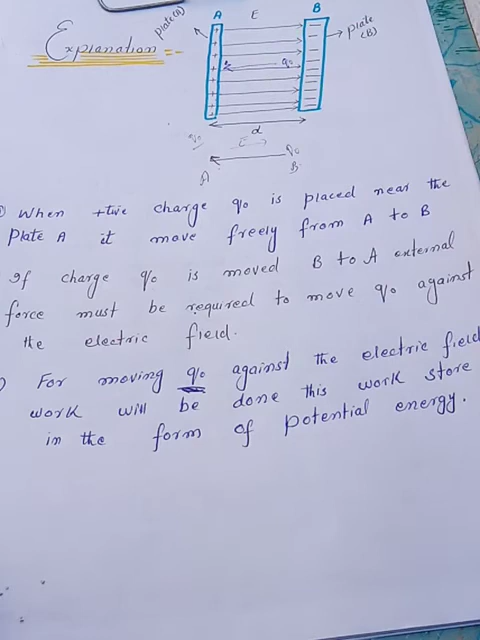 Explanation
Plate(A)
A E B
plate
(B)
q₀
d
q₀ E
q₀
A B
When +tive charge q₀ is placed near the
Plate A it move freely from A to B
If charge q₀ is moved B to A external
force must be required to move q₀ against
the electric field.
For moving q₀ against the electric field
work will be done this work store
in the form of potential energy.